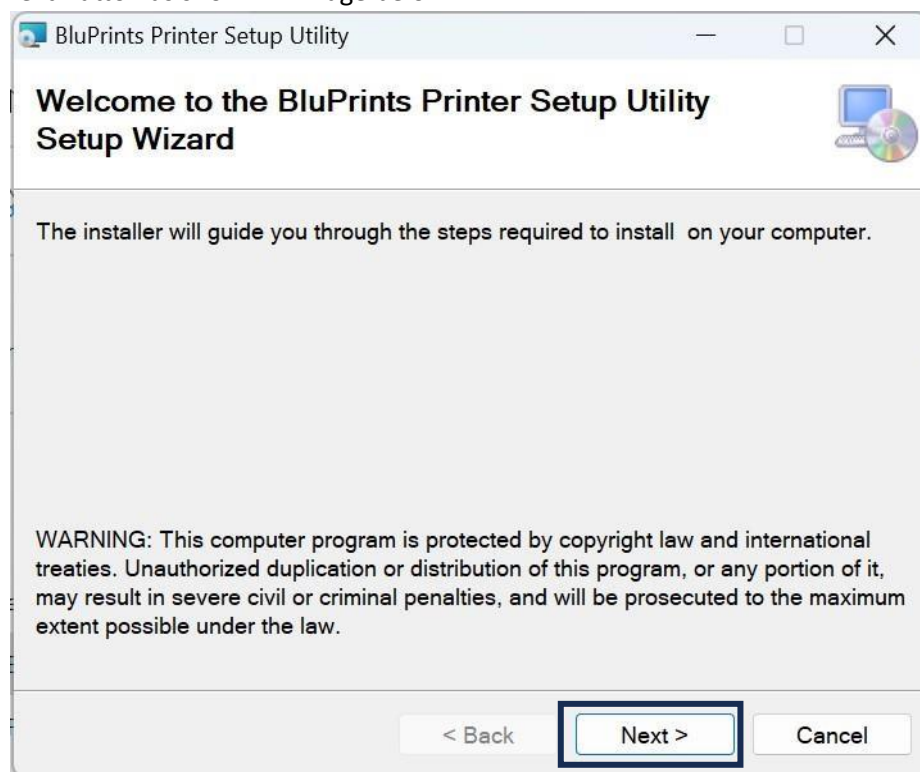 BluPrints Printer Setup Utility
Welcome to the BluPrints Printer Setup Utility
Setup Wizard
The installer will guide you through the steps required to install  on your computer.
WARNING: This computer program is protected by copyright law and international
treaties. Unauthorized duplication or distribution of this program, or any portion of it,
may result in severe civil or criminal penalties, and will be prosecuted to the maximum
extent possible under the law.
< Back
Next >
Cancel